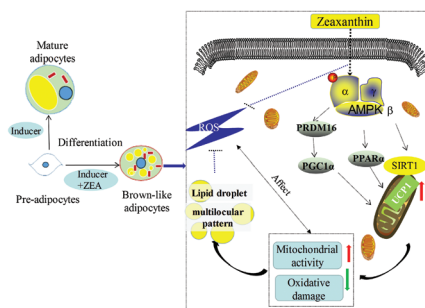 Zeaxanthin
Mature
adipocytes
Inducer
Differentiation
Inducer
+ZEA
Pre-adipocytes
Brown-like
adipocytes
ROS
α
γ
AMPK β
PRDM16
PGC1α
PPARα
SIRT1
UCP1
Lipid droplet
multilocular
pattern
Affect
Mitochondrial
activity
Oxidative
damage